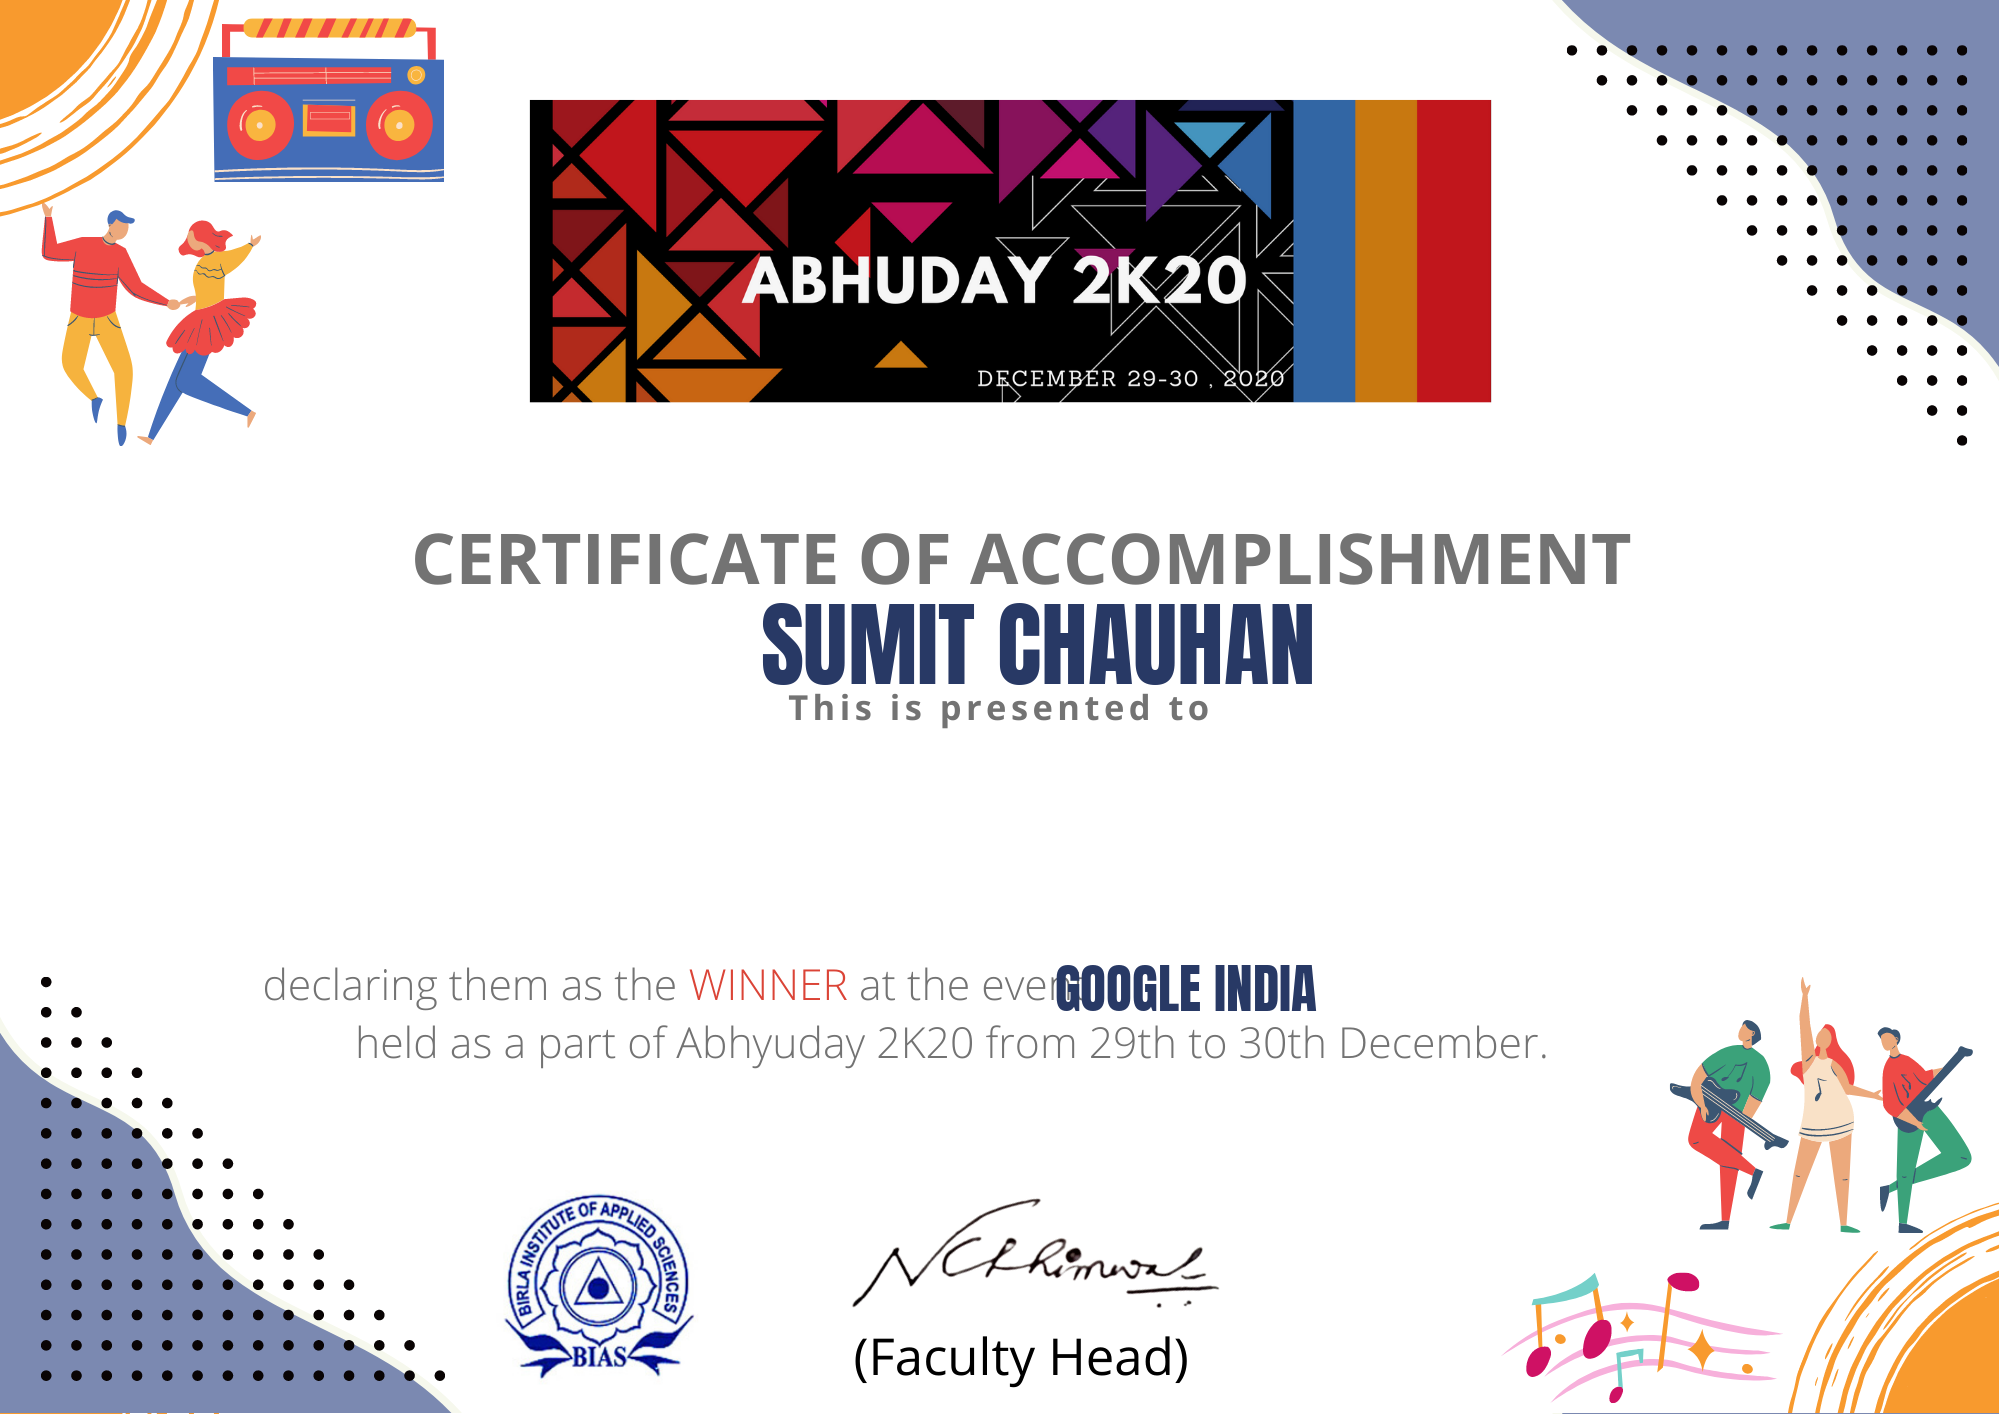 ABHUDAY 2K20
DECEMBER 29-30 , 2020
CERTIFICATE OF ACCOMPLISHMENT
SUMIT CHAUHAN
This is presented to
declaring them as the WINNER at the event GOOGLE INDIA
held as a part of Abhyuday 2K20 from 29th to 30th December.
BIRLA INSTITUTE OF APPLIED SCIENCES
BIAS
(Faculty Head)